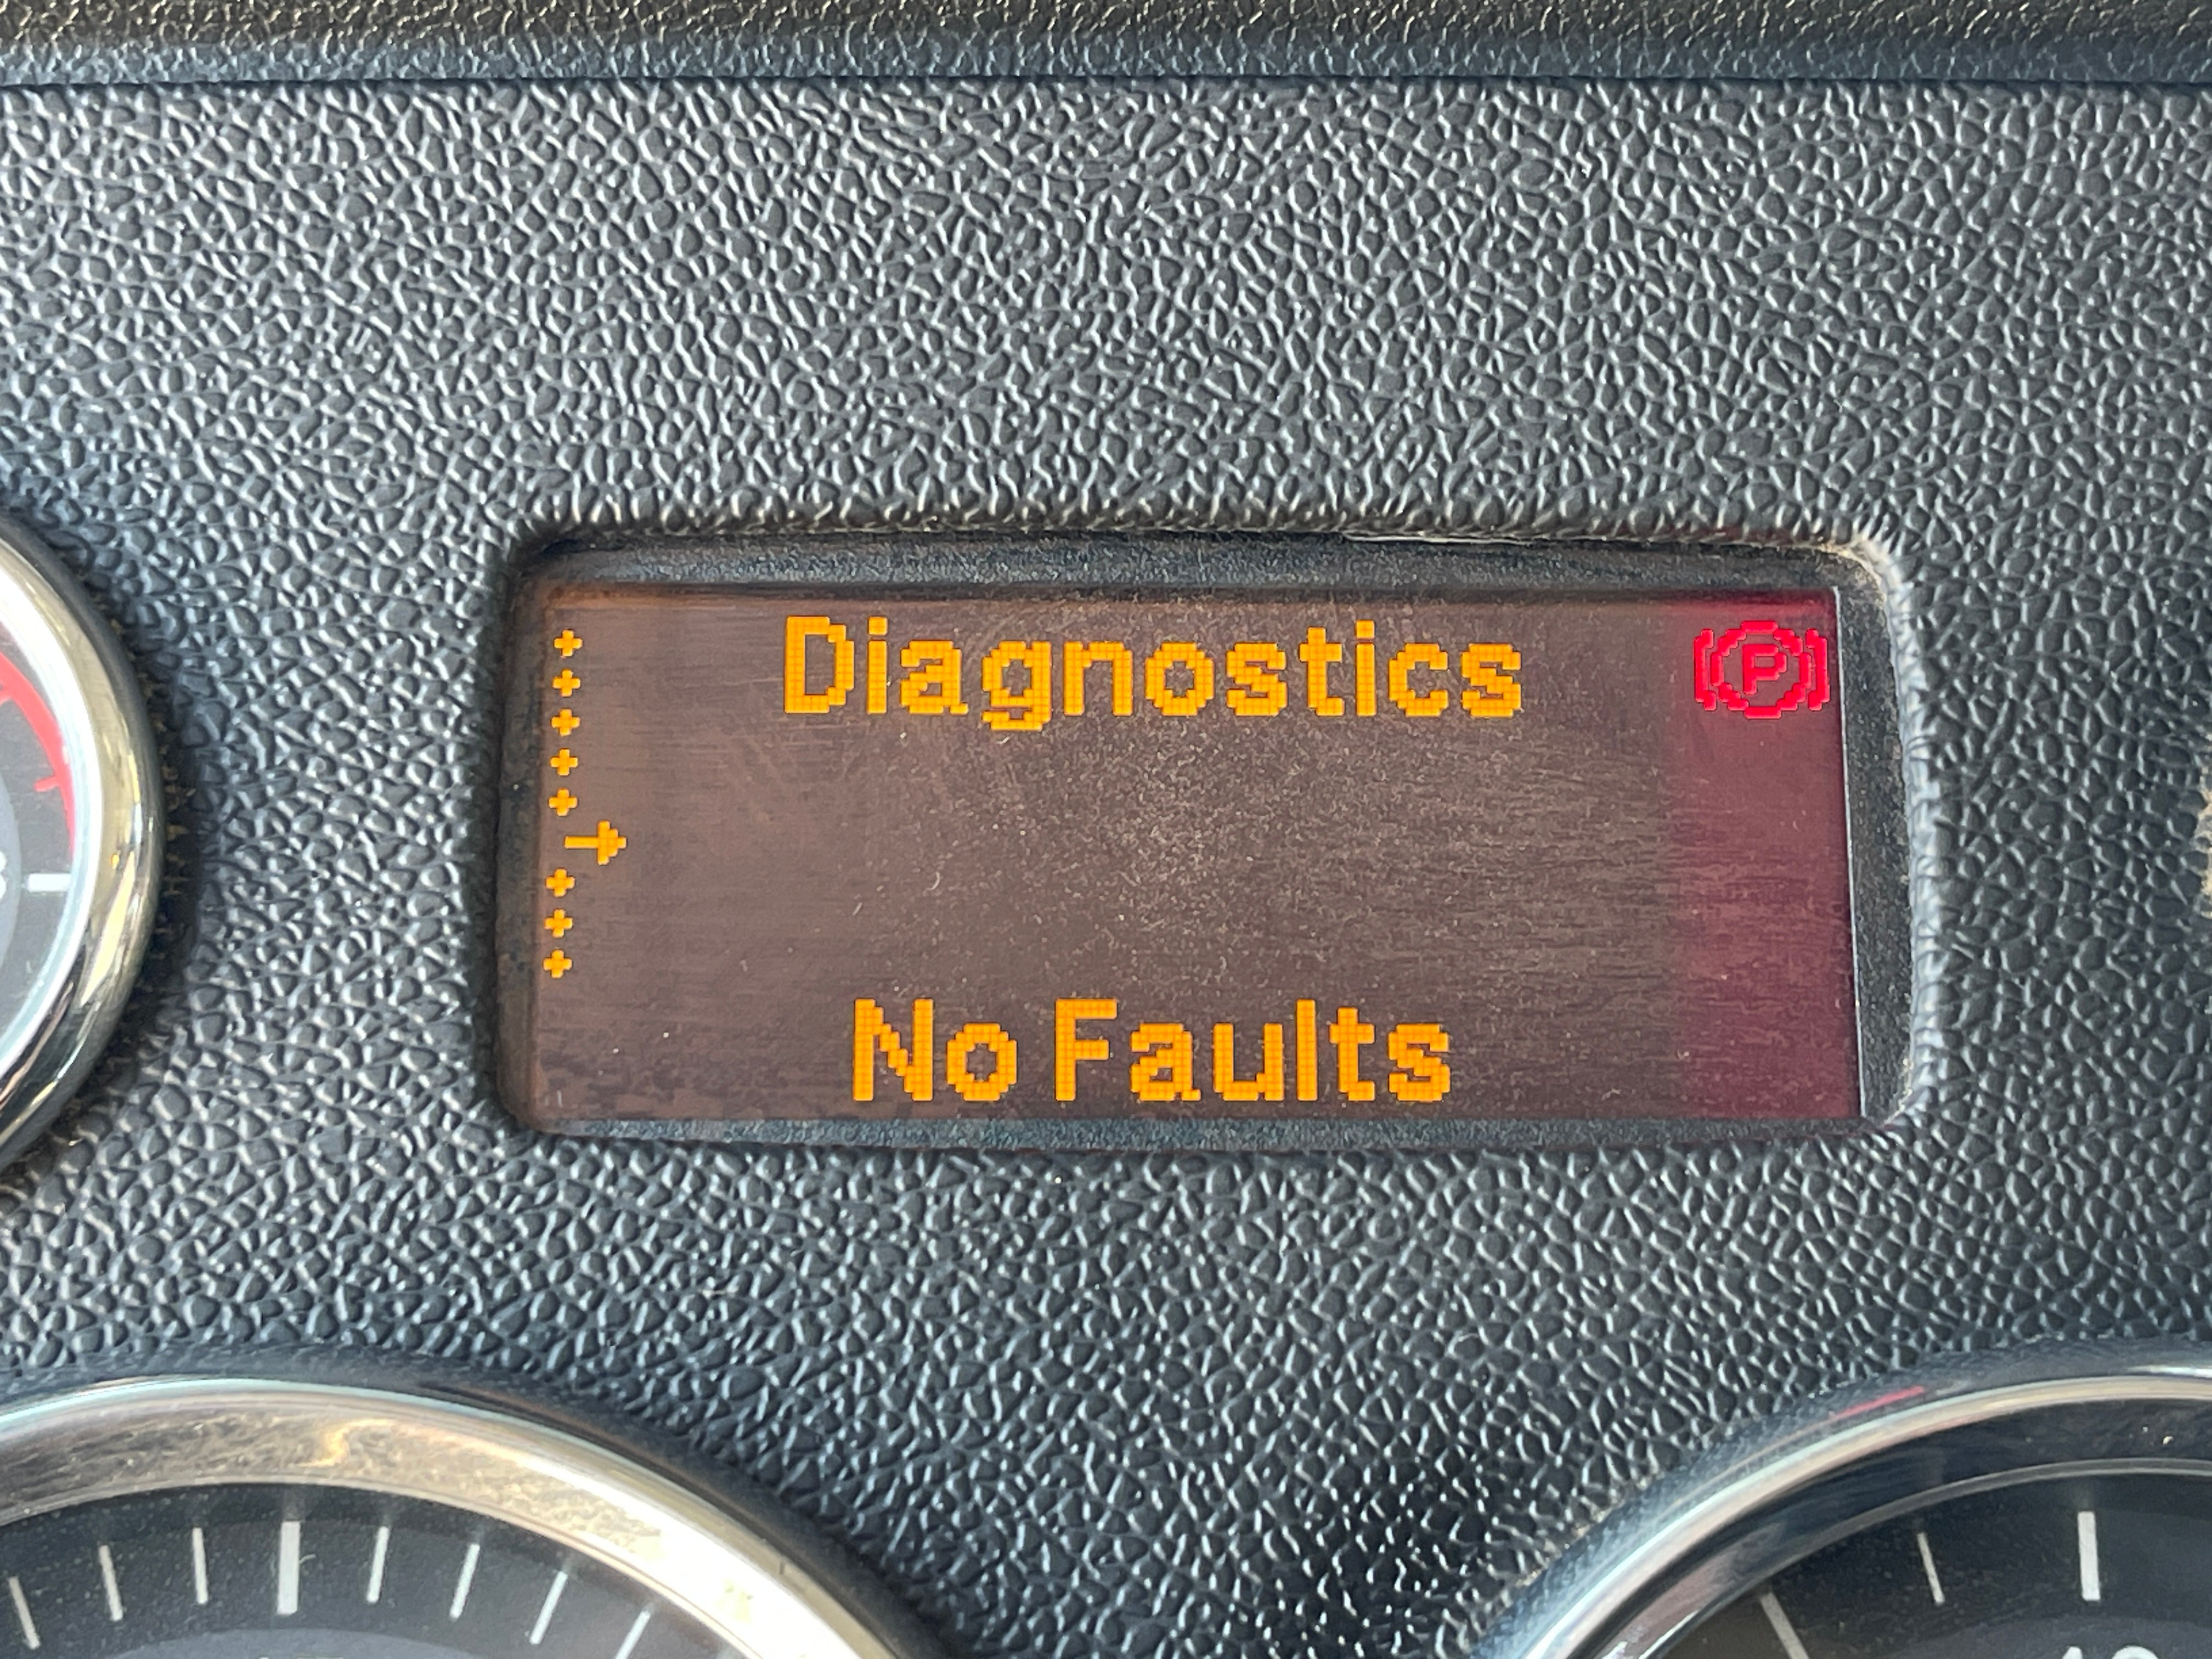 Diagnostics
P
No Faults